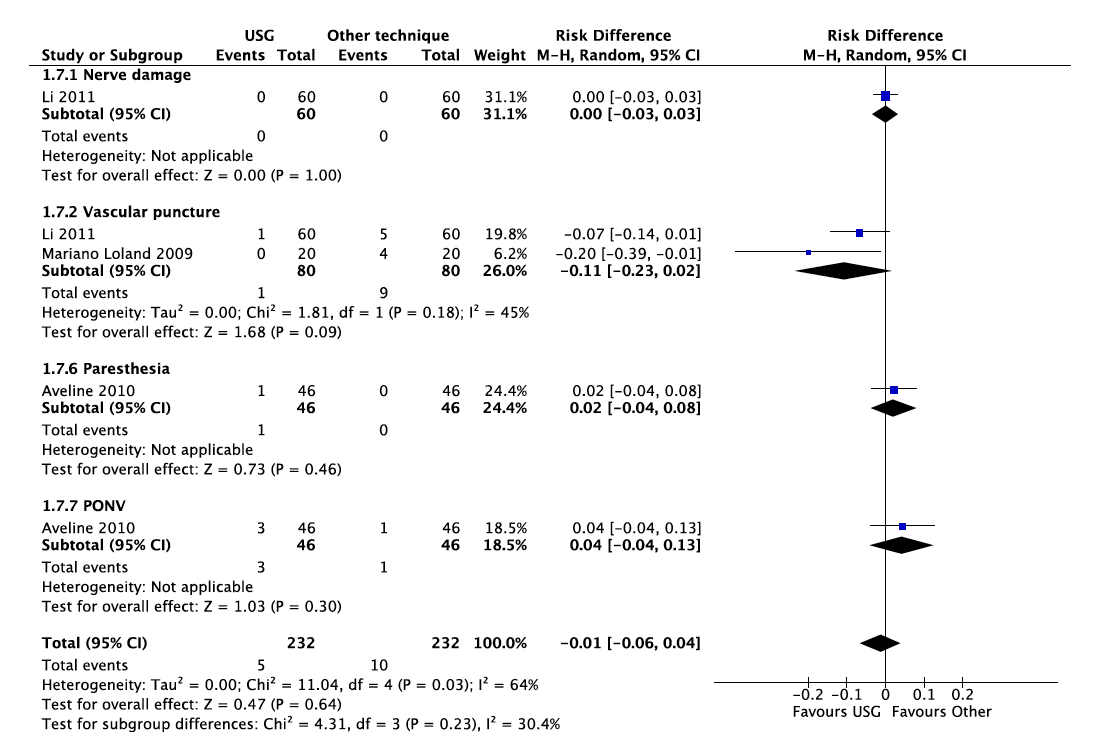 USG Other technique Risk Difference Risk Difference
Study or Subgroup Events Total Events Total Weight M-H, Random, 95% CI M-H, Random, 95% CI
1.7.1 Nerve damage
Li 2011 0 60 0 60 31.1% 0.00 [-0.03, 0.03]
Subtotal (95% CI) 60 60 31.1% 0.00 [-0.03, 0.03]
Total events 0 0
Heterogeneity: Not applicable
Test for overall effect: Z = 0.00 (P = 1.00)
1.7.2 Vascular puncture
Li 2011 1 60 5 60 19.8% -0.07 [-0.14, 0.01]
Mariano Loland 2009 0 20 4 20 6.2% -0.20 [-0.39, -0.01]
Subtotal (95% CI) 80 80 26.0% -0.11 [-0.23, 0.02]
Total events 1 9
Heterogeneity: Tau² = 0.00; Chi² = 1.81, df = 1 (P = 0.18); I² = 45%
Test for overall effect: Z = 1.68 (P = 0.09)
1.7.6 Paresthesia
Aveline 2010 1 46 0 46 24.4% 0.02 [-0.04, 0.08]
Subtotal (95% CI) 46 46 24.4% 0.02 [-0.04, 0.08]
Total events 1 0
Heterogeneity: Not applicable
Test for overall effect: Z = 0.73 (P = 0.46)
1.7.7 PONV
Aveline 2010 3 46 1 46 18.5% 0.04 [-0.04, 0.13]
Subtotal (95% CI) 46 46 18.5% 0.04 [-0.04, 0.13]
Total events 3 1
Heterogeneity: Not applicable
Test for overall effect: Z = 1.03 (P = 0.30)
Total (95% CI) 232 232 100.0% -0.01 [-0.06, 0.04]
Total events 5 10
Heterogeneity: Tau² = 0.00; Chi² = 11.04, df = 4 (P = 0.03); I² = 64%
Test for overall effect: Z = 0.47 (P = 0.64)
Test for subgroup differences: Chi² = 4.31, df = 3 (P = 0.23), I² = 30.4%
-0.2 -0.1 0 0.1 0.2
Favours USG Favours Other